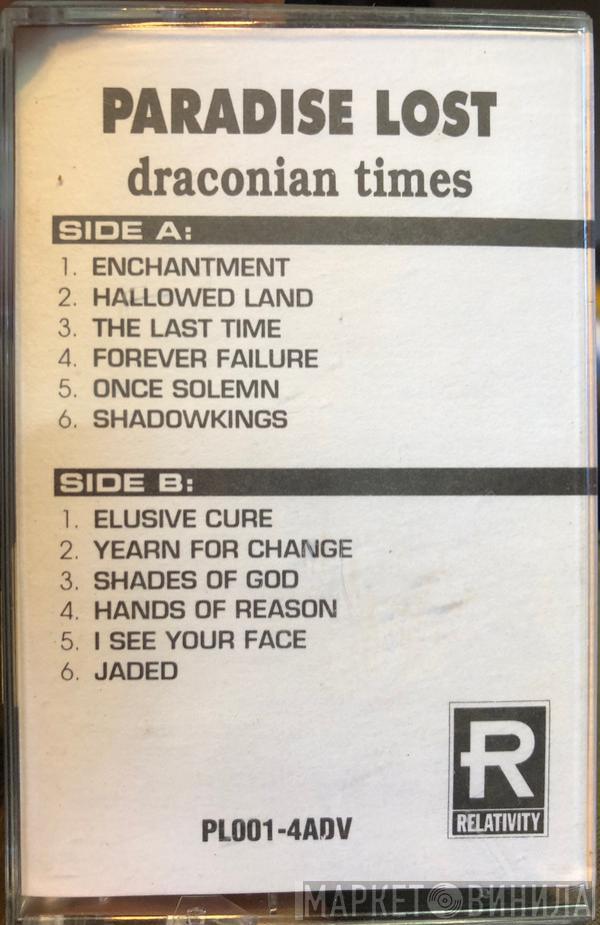 PARADISE LOST
draconian times
SIDE A:
1. ENCHANTMENT
2. HALLOWED LAND
3. THE LAST TIME
4. FOREVER FAILURE
5. ONCE SOLEMN
6. SHADOWKINGS
SIDE B:
1. ELUSIVE CURE
2. YEARN FOR CHANGE
3. SHADES OF GOD
4. HANDS OF REASON
5. I SEE YOUR FACE
6. JADED
R
RELATIVITY
PL001-4ADV
МАРКЕТ ВИНИЛА